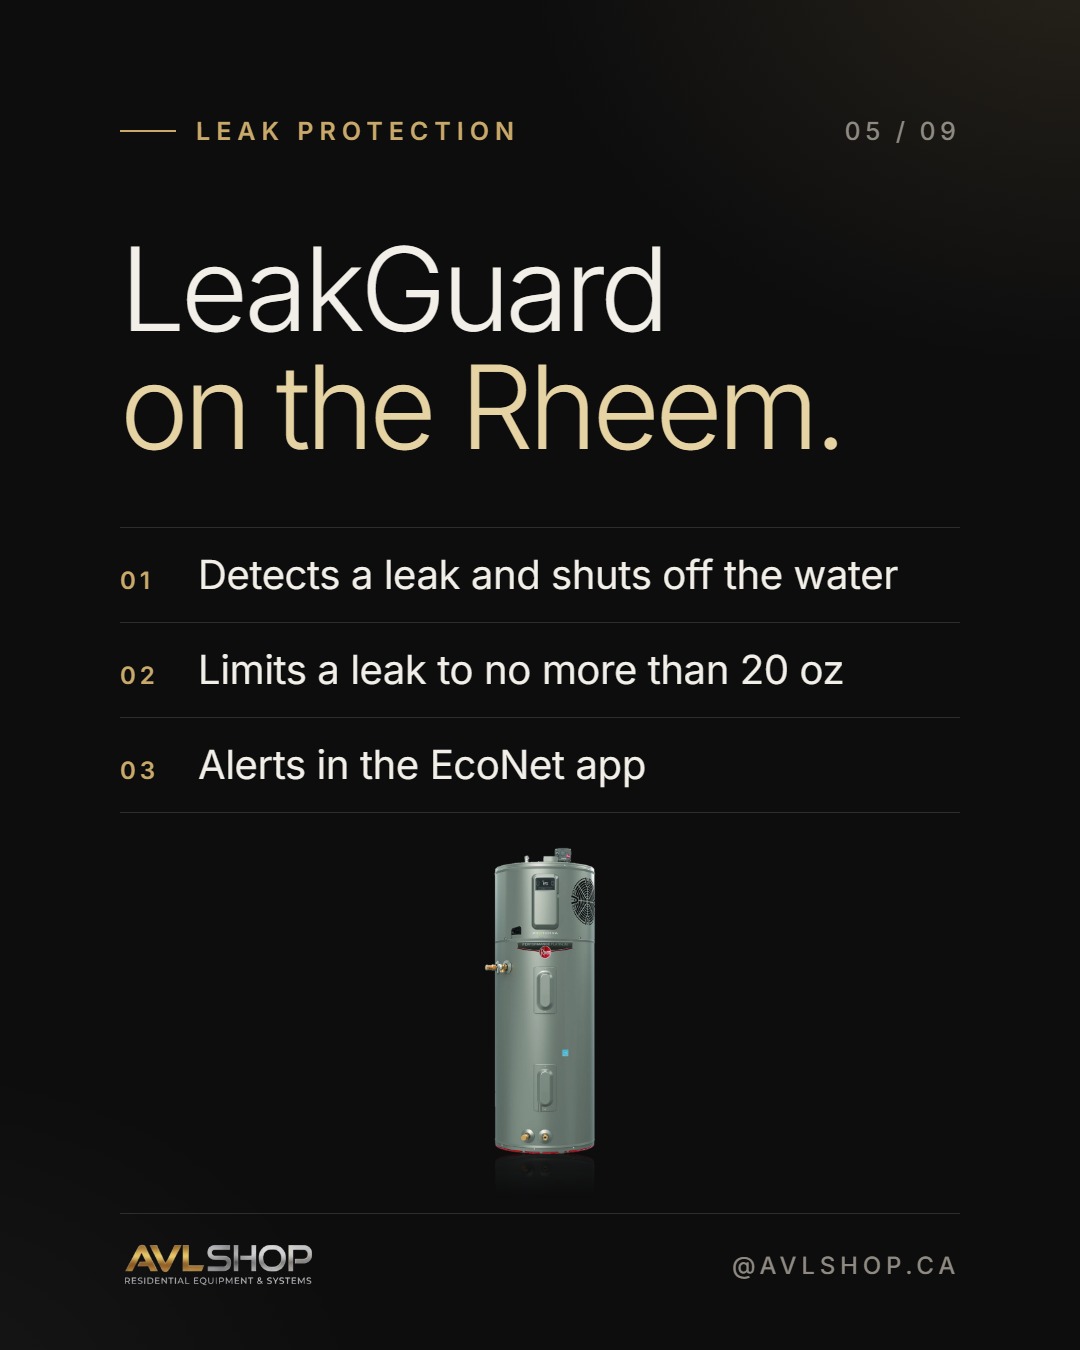 LEAK PROTECTION
05 / 09
LeakGuard
on the Rheem.
01 Detects a leak and shuts off the water
02 Limits a leak to no more than 20 oz
03 Alerts in the EcoNet app
AVLSHOP
RESIDENTIAL EQUIPMENT & SYSTEMS
@AVLSHOP.CA